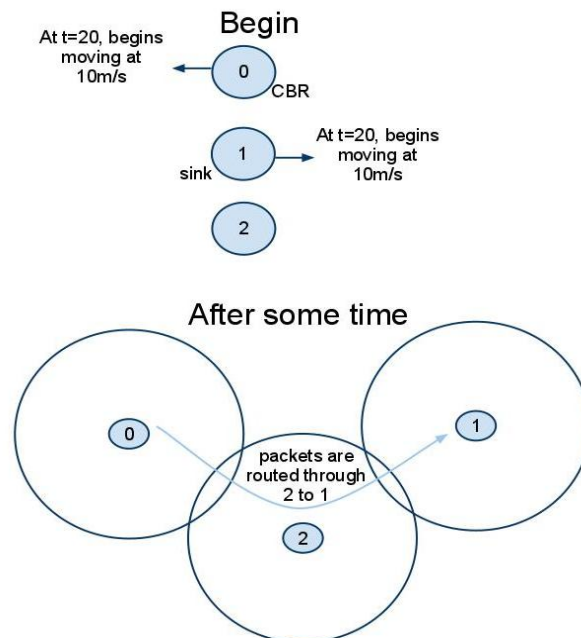 Begin
At t=20, begins
moving at
10m/s
0
CBR
1
At t=20, begins
moving at
10m/s
sink
2
After some time
0
1
packets are
routed through
2 to 1
2